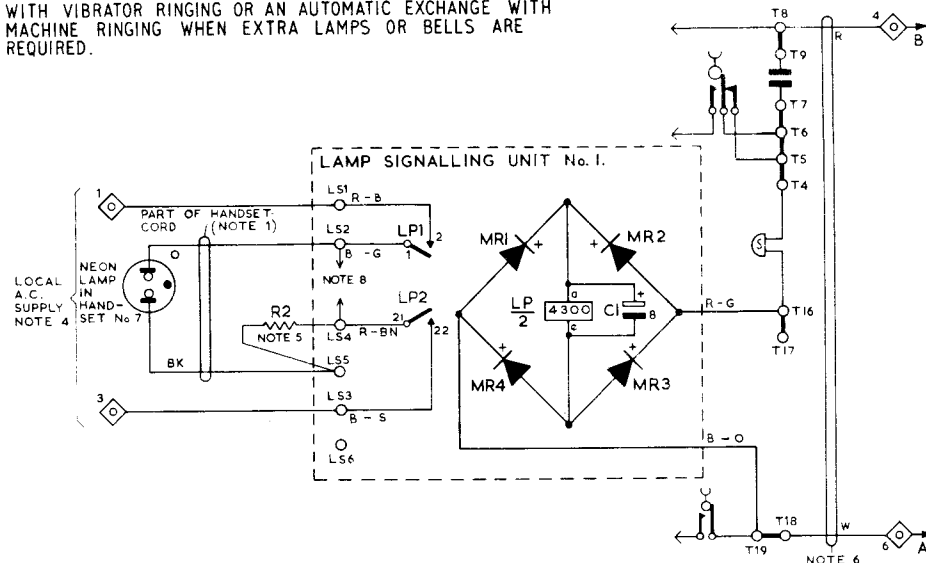 WITH VIBRATOR RINGING OR AN AUTOMATIC EXCHANGE WITH
MACHINE RINGING WHEN EXTRA LAMPS OR BELLS ARE
REQUIRED.
T8
4
R
B
T9
T7
T6
T5
T4
LAMP SIGNALLING UNIT No. 1.
1
LS1
R-B
PART OF HANDSET
CORD (NOTE 1)
LS2
LP1
2
B-G
1
MR1
+
MR2
+
NOTE 8
LOCAL
A.C.
SUPPLY
NOTE 4
NEON
LAMP
IN
HAND-
SET No 7
O
S
LP2
LP
2
a
4300
e
+
C1
8
R-G
T16
R2
21
22
NOTE 5
LS4
R-BN
T17
BK
LS5
MR4
+
MR3
+
LS3
3
B-S
B-O
LS6
T18
W
T19
6
A
NOTE 6